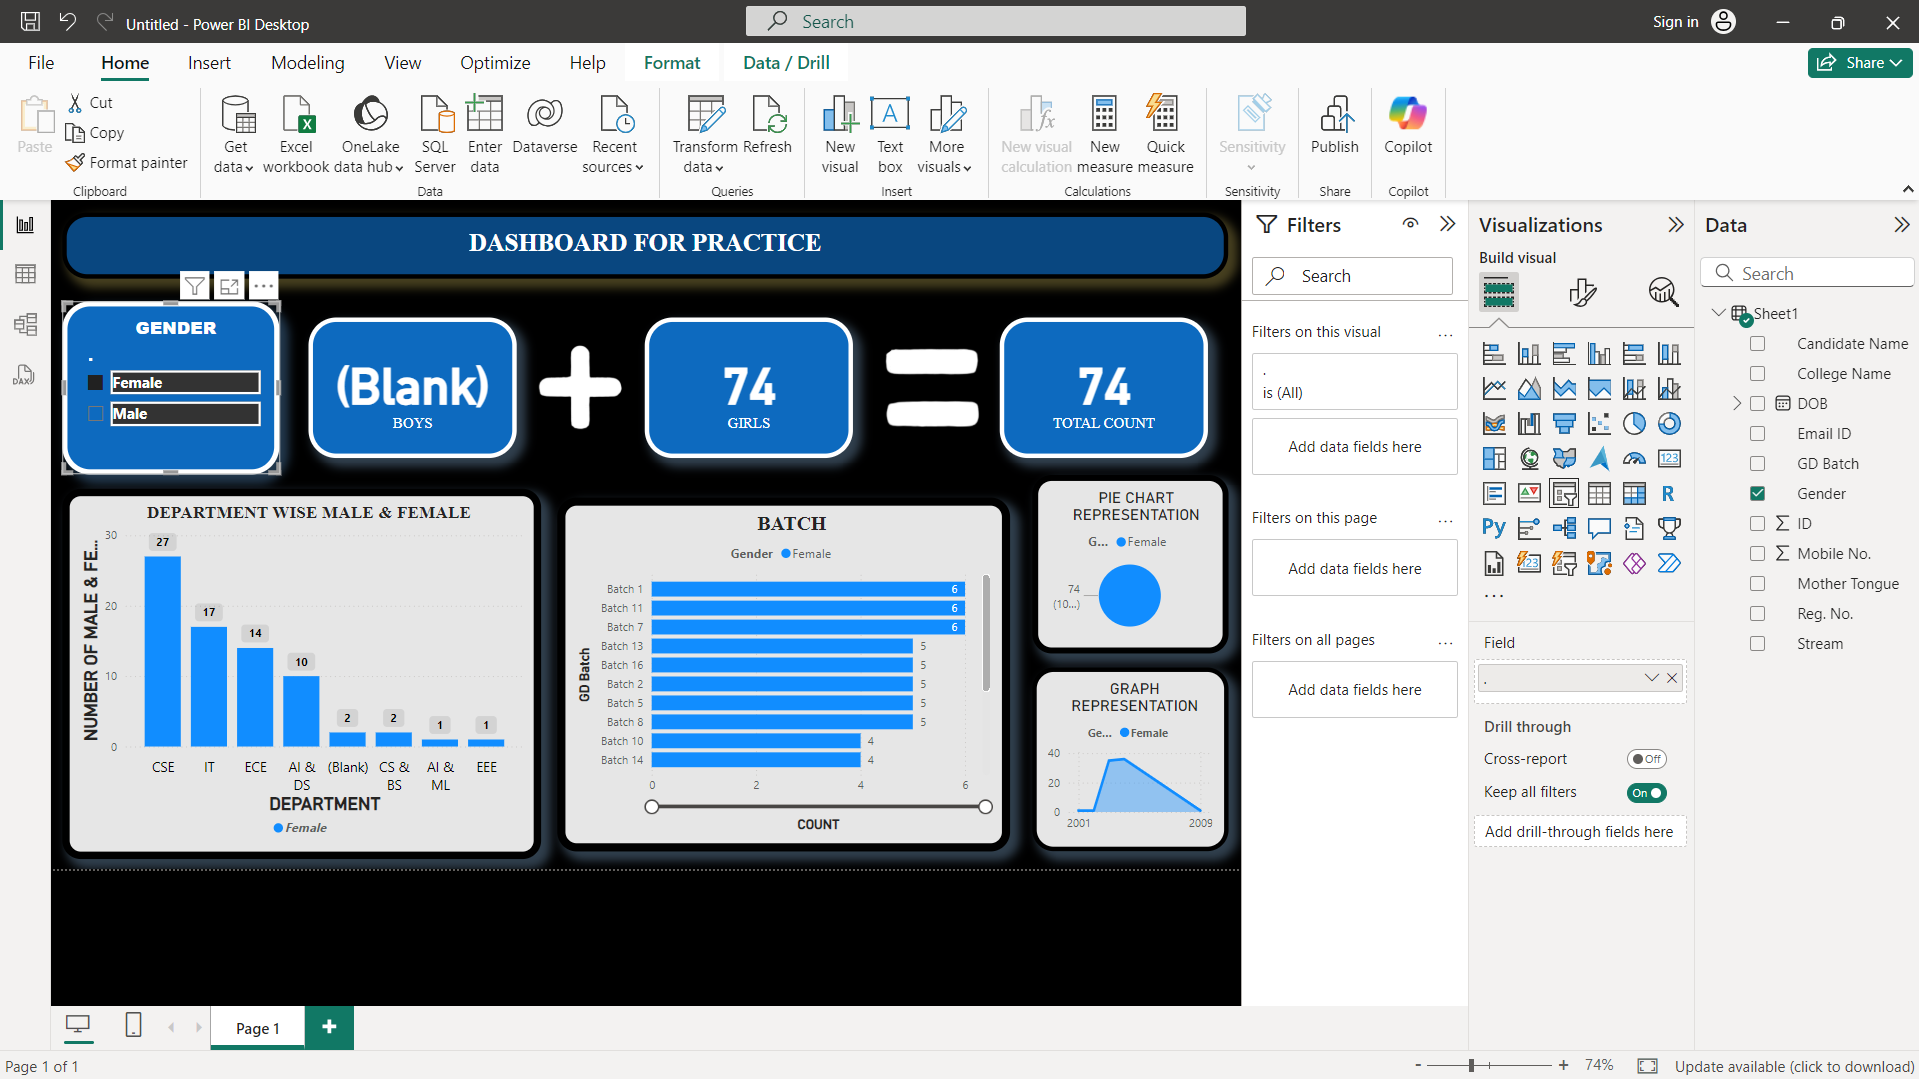 Untitled - Power BI Desktop
Search
Sign in
File
Home
Insert
Modeling
View
Optimize
Help
Format
Data / Drill
Share
Paste
Cut
Copy
Format painter
Clipboard
Get
data
Excel
workbook
OneLake
data hub
SQL
Server
Enter
data
Dataverse
Recent
sources
Data
Transform
data
Refresh
Queries
New
visual
Text
box
More
visuals
Insert
New visual
calculation
New
measure
Quick
measure
Calculations
Sensitivity
Sensitivity
Publish
Share
Copilot
Copilot
DASHBOARD FOR PRACTICE
GENDER
.
Female
Male
(Blank)
BOYS
74
GIRLS
74
TOTAL COUNT
DEPARTMENT WISE MALE & FEMALE
NUMBER OF MALE & FE...
30
20
10
0
27
17
14
10
2
2
1
1
CSE
IT
ECE
AI &
DS
(Blank)
CS &
BS
AI &
ML
EEE
DEPARTMENT
Female
BATCH
Gender
Female
GD Batch
Batch 1 6
Batch 11 6
Batch 7 6
Batch 13 5
Batch 16 5
Batch 2 5
Batch 5 5
Batch 8 5
Batch 10 4
Batch 14 4
0 2 4 6
COUNT
PIE CHART
REPRESENTATION
G... Female
74
(10...)
GRAPH
REPRESENTATION
Ge... Female
40
20
0
2001 2009
Filters
Search
Filters on this visual
...
.
is (All)
Add data fields here
Filters on this page
...
Add data fields here
Filters on all pages
...
Add data fields here
Visualizations
Build visual
123
R
Py
123
...
Field
.
Drill through
Cross-report
Off
Keep all filters
On
Add drill-through fields here
Data
Search
Sheet1
Candidate Name
College Name
DOB
Email ID
GD Batch
Gender
ID
Mobile No.
Mother Tongue
Reg. No.
Stream
Page 1
+
Page 1 of 1
- + 74%
Update available (click to download)